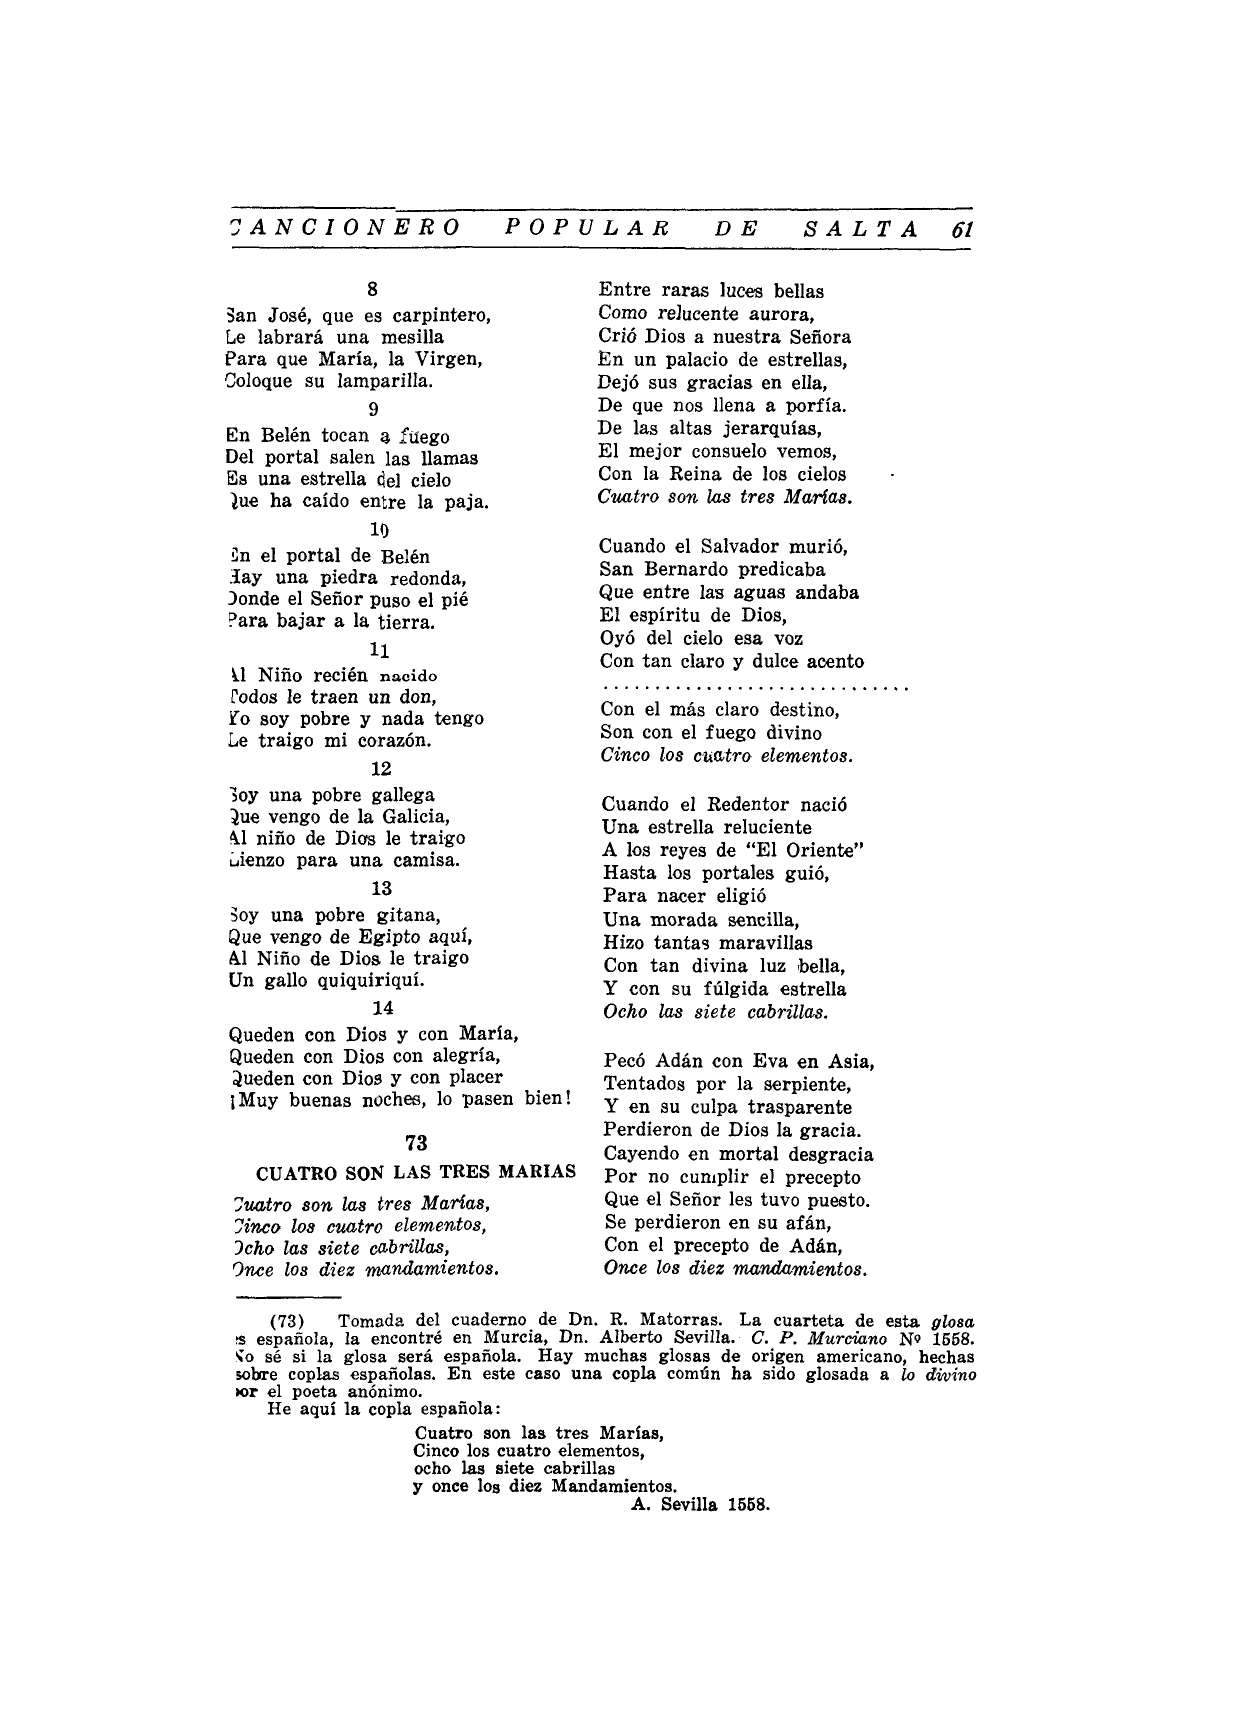 CANCIONERO POPULAR DE SALTA 61
8
San José, que es carpintero,
Le labrará una mesilla
Para que María, la Virgen,
Coloque su lamparilla.
9
En Belén tocan a fuego
Del portal salen las llamas
Es una estrella del cielo
Que ha caído entre la paja.
10
En el portal de Belén
Hay una piedra redonda,
Donde el Señor puso el pié
Para bajar a la tierra.
11
Al Niño recién nacido
Todos le traen un don,
Yo soy pobre y nada tengo
Le traigo mi corazón.
12
Soy una pobre gallega
Que vengo de la Galicia,
Al niño de Dios le traigo
Lienzo para una camisa.
13
Soy una pobre gitana,
Que vengo de Egipto aquí,
Al Niño de Dios le traigo
Un gallo quiquiriquí.
14
Queden con Dios y con María,
Queden con Dios con alegría,
Queden con Dios y con placer
¡Muy buenas noches, lo pasen bien!
73
CUATRO SON LAS TRES MARIAS
Cuatro son las tres Marías,
Cinco los cuatro elementos,
Ocho las siete cabrillas,
Once los diez mandamientos.
Entre raras luces bellas
Como relucente aurora,
Crió Dios a nuestra Señora
En un palacio de estrellas,
Dejó sus gracias en ella,
De que nos llena a porfía.
De las altas jerarquías,
El mejor consuelo vemos,
Con la Reina de los cielos
Cuatro son las tres Marías.
Cuando el Salvador murió,
San Bernardo predicaba
Que entre las aguas andaba
El espíritu de Dios,
Oyó del cielo esa voz
Con tan claro y dulce acento
..............................
Con el más claro destino,
Son con el fuego divino
Cinco los cuatro elementos.
Cuando el Redentor nació
Una estrella reluciente
A los reyes de “El Oriente”
Hasta los portales guió,
Para nacer eligió
Una morada sencilla,
Hizo tantas maravillas
Con tan divina luz bella,
Y con su fúlgida estrella
Ocho las siete cabrillas.
Pecó Adán con Eva en Asia,
Tentados por la serpiente,
Y en su culpa trasparente
Perdieron de Dios la gracia.
Cayendo en mortal desgracia
Por no cumplir el precepto
Que el Señor les tuvo puesto.
Se perdieron en su afán,
Con el precepto de Adán,
Once los diez mandamientos.
(73) Tomada del cuaderno de Dn. R. Matorras. La cuarteta de esta glosa
es española, la encontré en Murcia, Dn. Alberto Sevilla. C. P. Murciano Nº 1558.
No sé si la glosa será española. Hay muchas glosas de origen americano, hechas
sobre coplas españolas. En este caso una copla común ha sido glosada a lo divino
por el poeta anónimo.
He aquí la copla española:
Cuatro son las tres Marías,
Cinco los cuatro elementos,
ocho las siete cabrillas
y once los diez Mandamientos.
A. Sevilla 1558.